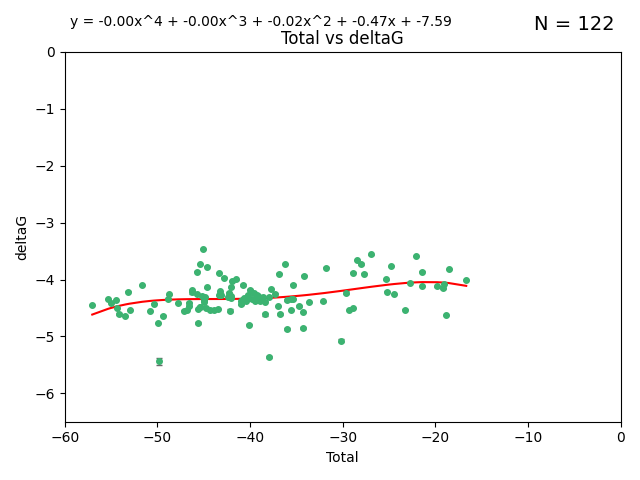 y = -0.00x^4 + -0.00x^3 + -0.02x^2 + -0.47x + -7.59
N = 122
Total vs deltaG
deltaG
0
−1
−2
−3
−4
−5
−6
−60
−50
−40
−30
−20
−10
0
Total